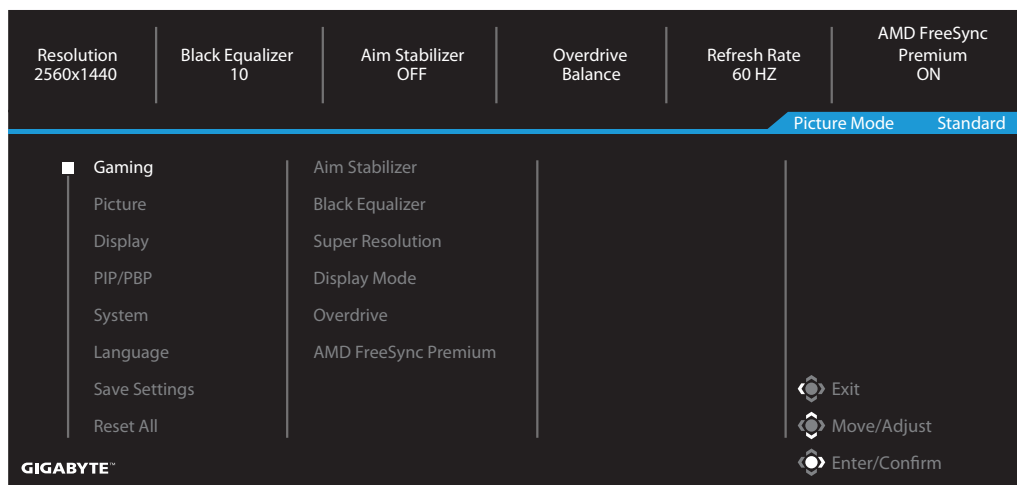 Resolution
2560x1440
Black Equalizer
10
Aim Stabilizer
OFF
Overdrive
Balance
Refresh Rate
60 HZ
AMD FreeSync
Premium
ON
Picture Mode Standard
Gaming
Picture
Display
PIP/PBP
System
Language
Save Settings
Reset All
Aim Stabilizer
Black Equalizer
Super Resolution
Display Mode
Overdrive
AMD FreeSync Premium
Exit
Move/Adjust
Enter/Confirm
GIGABYTE™